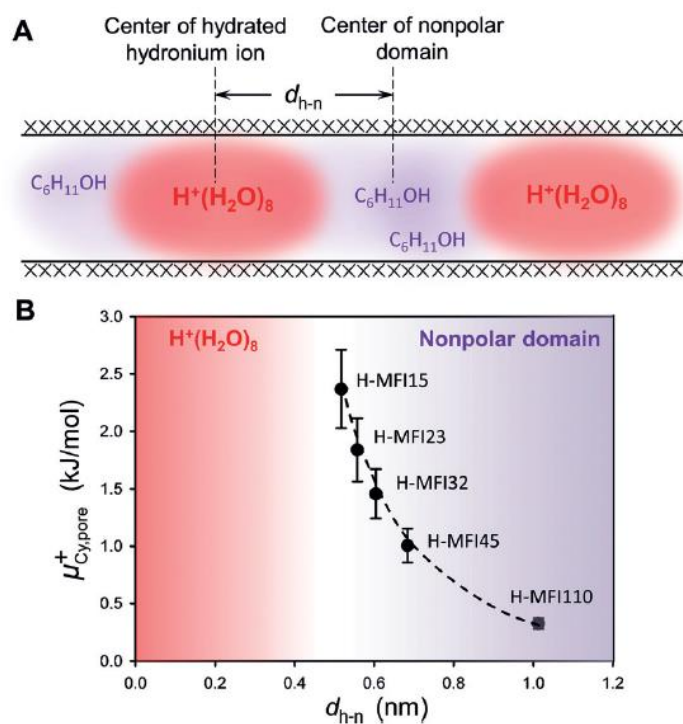 A
Center of hydrated
hydronium ion
Center of nonpolar
domain
d_{h-n}
C₆H₁₁OH
H⁺(H₂O)₈
C₆H₁₁OH
C₆H₁₁OH
H⁺(H₂O)₈
B
H⁺(H₂O)₈
Nonpolar domain
3.0
2.5
2.0
1.5
1.0
0.5
0.0
μ⁺_{Cy,pore} (kJ/mol)
H-MFI15
H-MFI23
H-MFI32
H-MFI45
H-MFI110
0.0 0.2 0.4 0.6 0.8 1.0 1.2
d_{h-n} (nm)